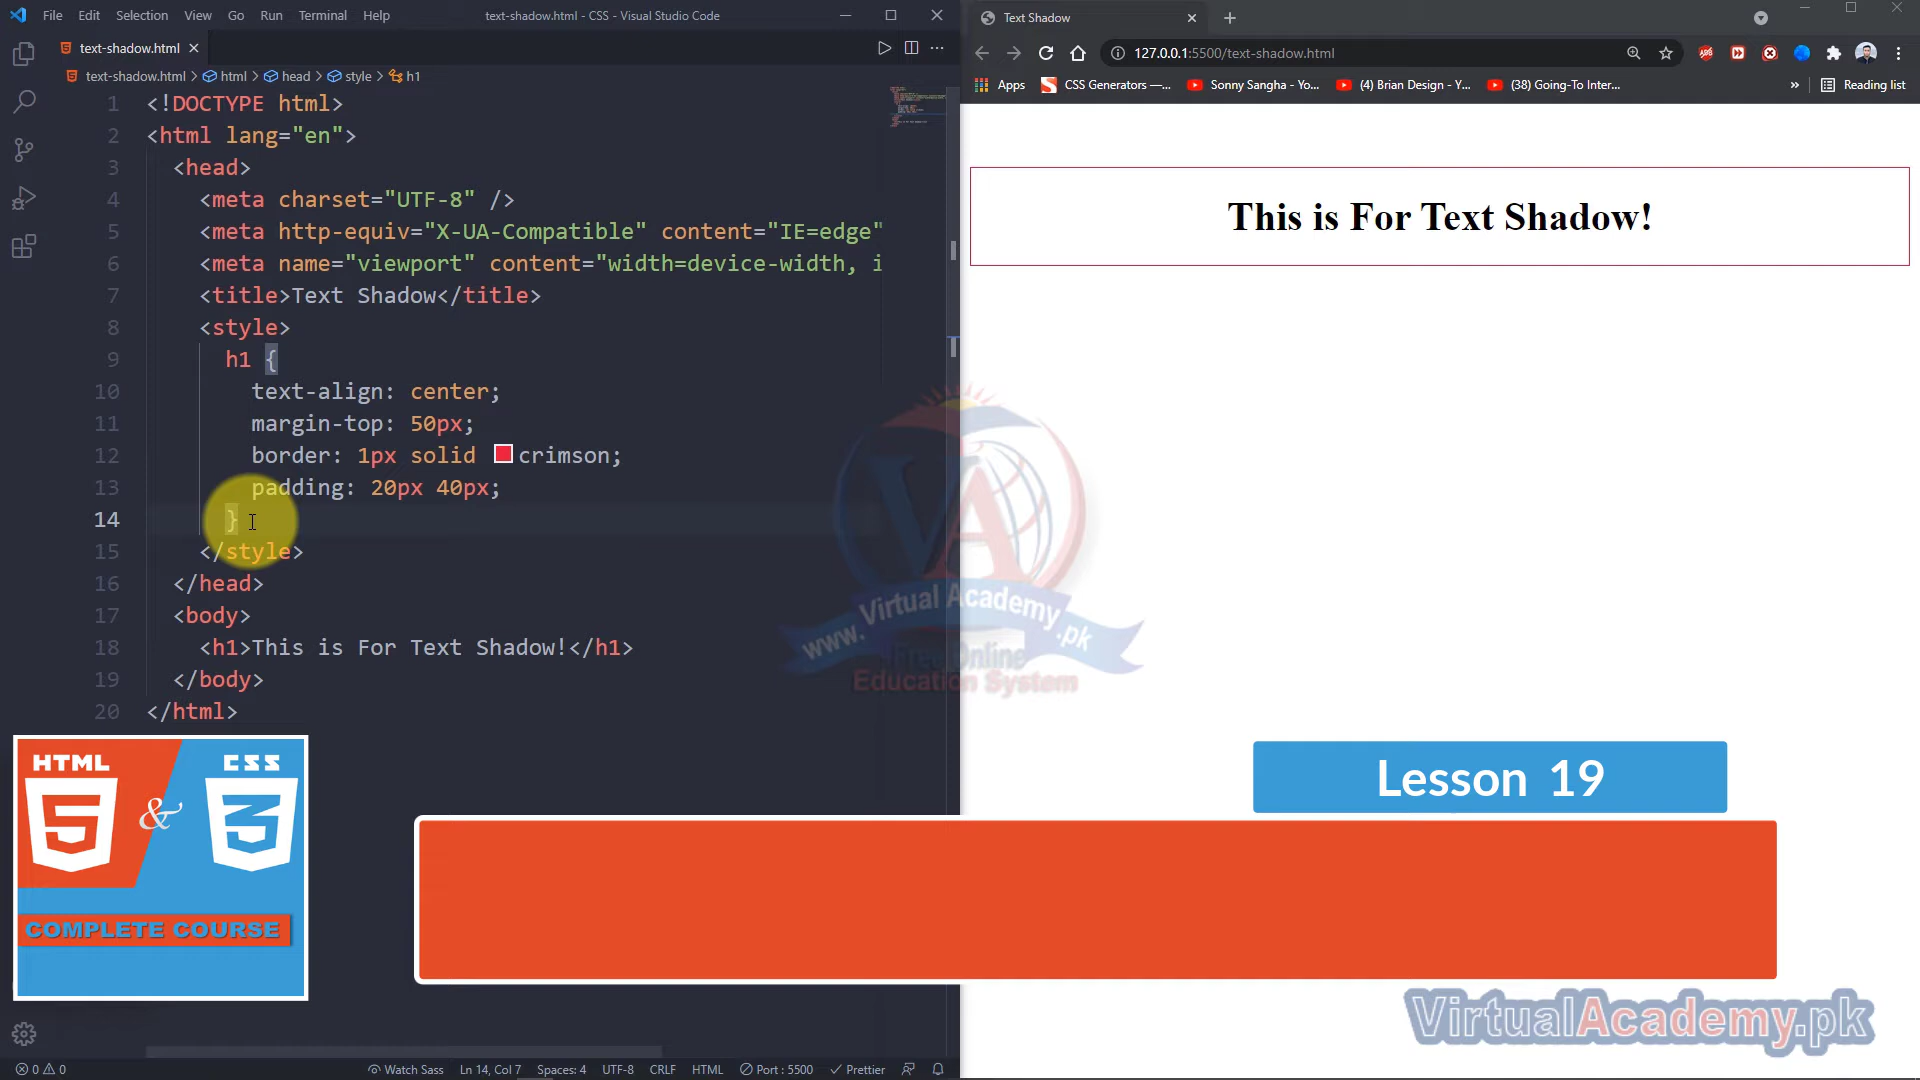 File Edit Selection View Go Run Terminal Help
text-shadow.html - CSS - Visual Studio Code
text-shadow.html
text-shadow.html > html > head > style > h1
1 <!DOCTYPE html>
2 <html lang="en">
3 <head>
4 <meta charset="UTF-8" />
5 <meta http-equiv="X-UA-Compatible" content="IE=edge"
6 <meta name="viewport" content="width=device-width, i
7 <title>Text Shadow</title>
8 <style>
9 h1 {
10 text-align: center;
11 margin-top: 50px;
12 border: 1px solid crimson;
13 padding: 20px 40px;
14 }
15 </style>
16 </head>
17 <body>
18 <h1>This is For Text Shadow!</h1>
19 </body>
20 </html>
0 0 Watch Sass Ln 14, Col 7 Spaces: 4 UTF-8 CRLF HTML Port : 5500 Prettier
Text Shadow
127.0.0.1:5500/text-shadow.html
Apps CSS Generators —... Sonny Sangha - Yo... (4) Brian Design - Y... (38) Going-To Inter... » Reading list
This is For Text Shadow!
VA
www.VirtualAcademy.pk
Free Online
Education System
HTML CSS
5 & 3
COMPLETE COURSE
Lesson 19
VirtualAcademy.pk